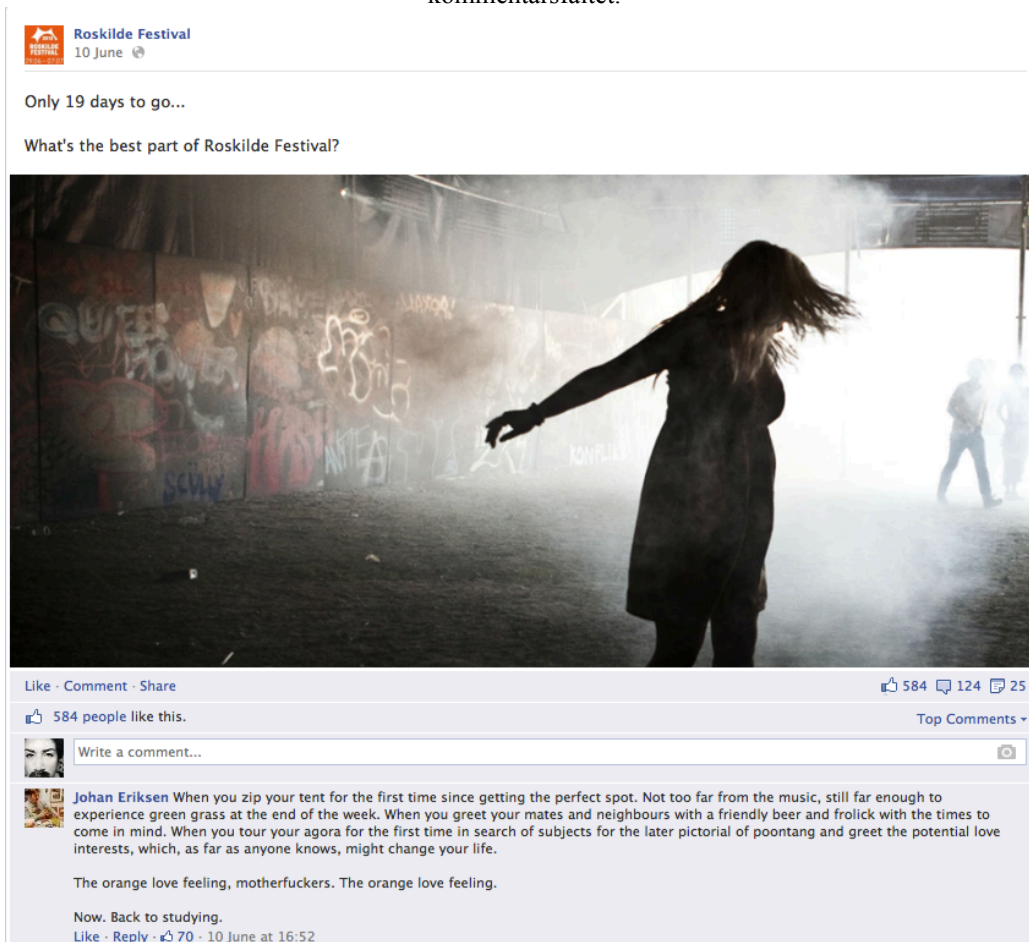 kommentarsfältet.
ROSKILDE
FESTIVAL
Roskilde Festival
10 June
Only 19 days to go...
What's the best part of Roskilde Festival?
QUIET
POWER
SCULLY
ANTIFA
Like · Comment · Share
584 124 25
584 people like this.
Top Comments
Write a comment...
Johan Eriksen When you zip your tent for the first time since getting the perfect spot. Not too far from the music, still far enough to
experience green grass at the end of the week. When you greet your mates and neighbours with a friendly beer and frolick with the times to
come in mind. When you tour your agora for the first time in search of subjects for the later pictorial of poontang and greet the potential love
interests, which, as far as anyone knows, might change your life.
The orange love feeling, motherfuckers. The orange love feeling.
Now. Back to studying.
Like · Reply · 70 · 10 June at 16:52